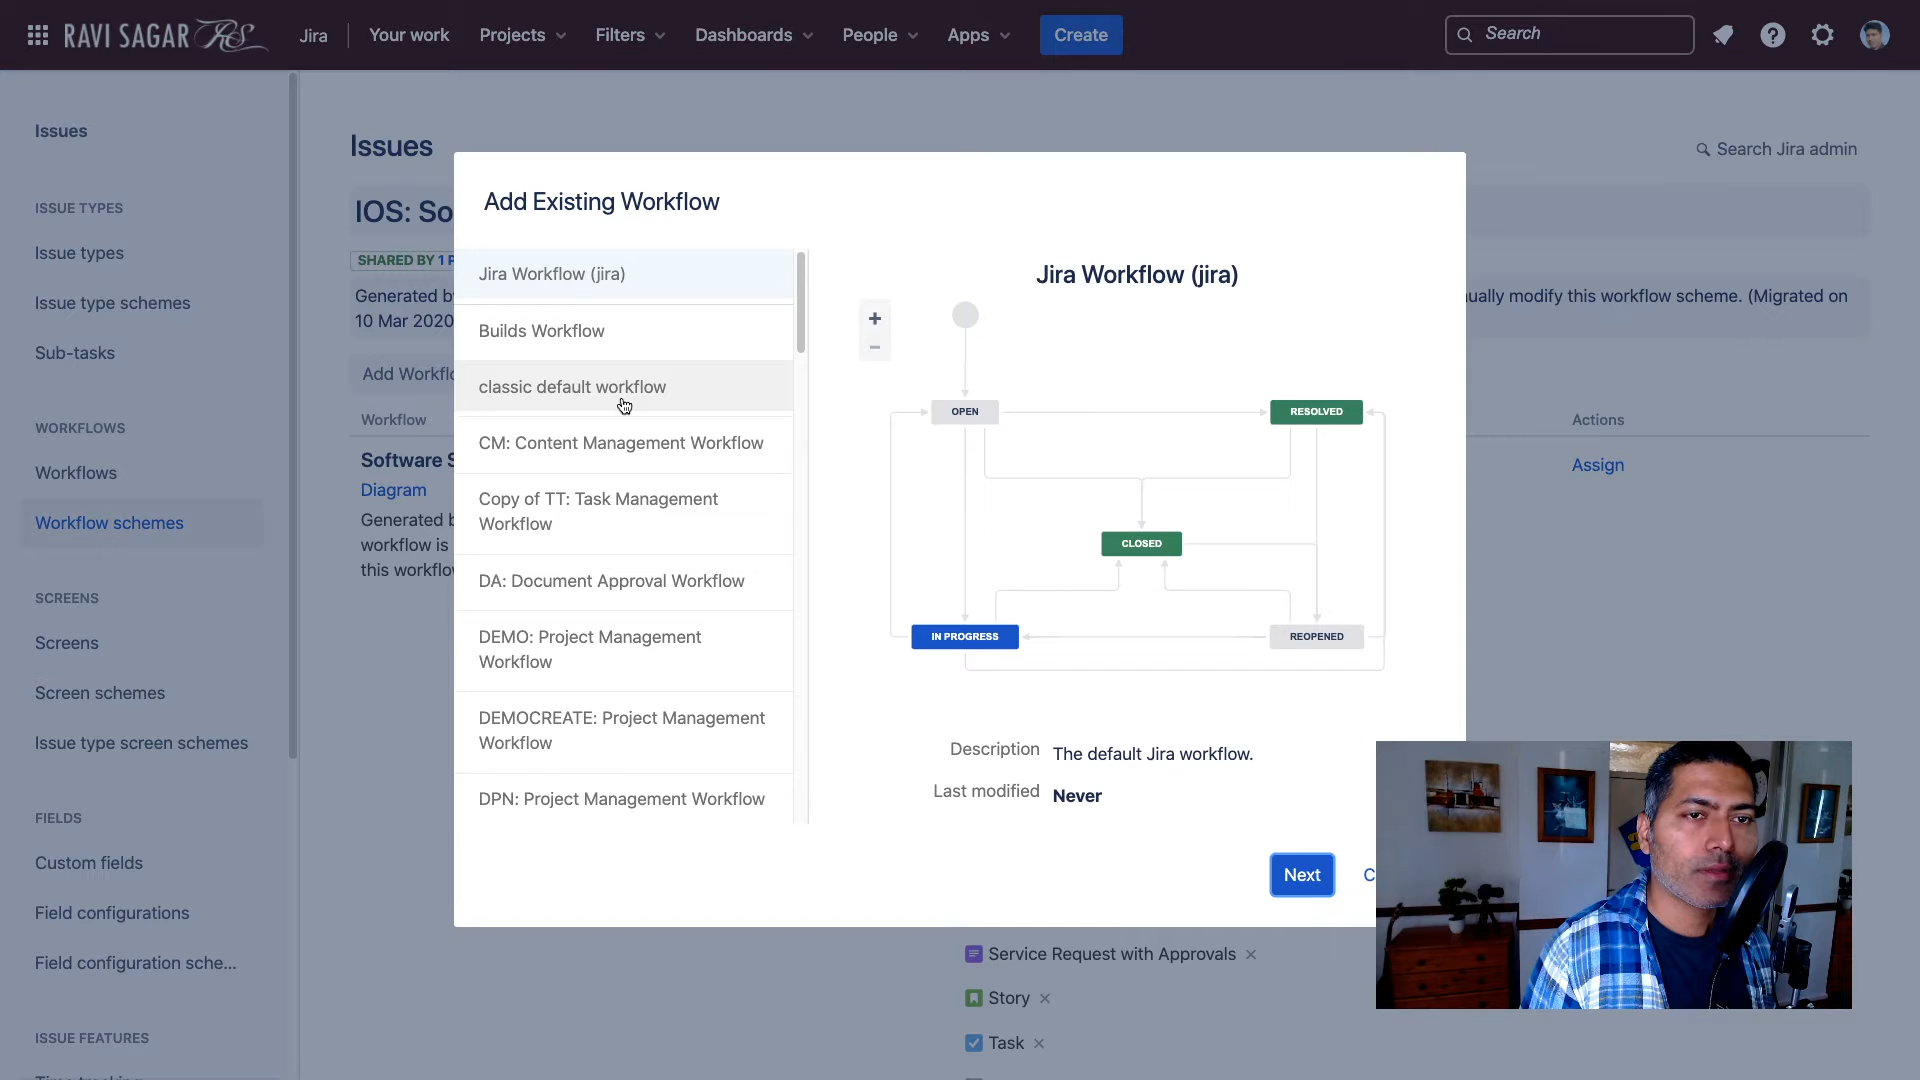 RAVI SAGAR RS Jira Your work Projects Filters Dashboards People Apps Create Search
Issues
Issues
Search Jira admin
ISSUE TYPES
Issue types
Issue type schemes
Sub-tasks
WORKFLOWS
Workflows
Workflow schemes
SCREENS
Screens
Screen schemes
Issue type screen schemes
FIELDS
Custom fields
Field configurations
Field configuration sche...
ISSUE FEATURES
IOS: So
SHARED BY 1 P
Generated by
ually modify this workflow scheme. (Migrated on
10 Mar 2020
Add Workflo
Workflow
Actions
Software S
Assign
Diagram
Generated b
workflow is
this workflo
Add Existing Workflow
Jira Workflow (jira)
Builds Workflow
classic default workflow
CM: Content Management Workflow
Copy of TT: Task Management
Workflow
DA: Document Approval Workflow
DEMO: Project Management
Workflow
DEMOCREATE: Project Management
Workflow
DPN: Project Management Workflow
Jira Workflow (jira)
+
−
OPEN
RESOLVED
CLOSED
IN PROGRESS
REOPENED
Description The default Jira workflow.
Last modified Never
Next C
Service Request with Approvals ×
Story ×
Task ×